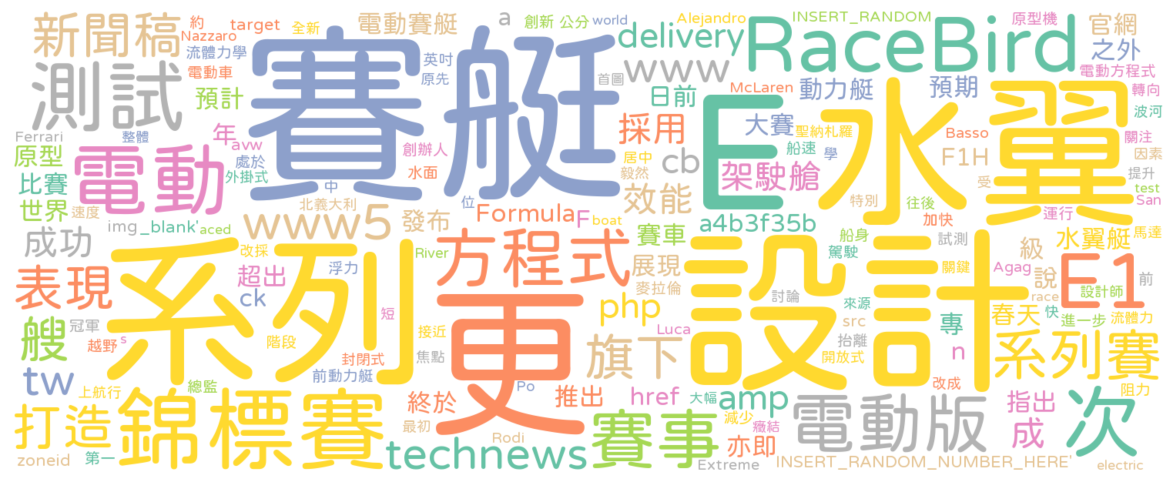 新聞稿 約 target 全新 電動賽艇 a 創新 公分 world Alejandro INSERT_RANDOM 原型機 官網
Nazzaro 流體力學 英吋 delivery RaceBird 之外
測試 電動車 預計 賽艇 原先 首圖 www 日前 McLaren 動力艇 預期 電動方程式 轉向
Ferrari 整體 年 avw 創辦人 採用 E 大賽 聖納札羅 水翼 Basso 波河 關注
原型 電動 處於 外掛式 水面 居中 毅然 cb 船速 學 F1H 因素
比賽 中 位 效能 架駛艙 特別 受 提升 test
世界 速度 北義大利 Formula F boat a4b3f35b 往後 加快 運行 San
img _blank' aced www5 發布 賽車 船身 駕駛 試測 級 水翼艇 馬達
成功 改採 浮力 River 方程式 展現 設計 關鍵 說 Agag 前
表現 超出 系列 麥拉倫 討論 來源 race E1 設計師
艘 ck 短 更 php src 專 春天 快 進一步 流體力
冠軍 s 越野 階段 接近 焦點 旗下 Luca 抬離 開放式 n 系列賽
tw 上航行 總監 前動力艇 封閉式 Po 推出 href 大幅 amp 改成 指出 阻力
打造 錦標賽 終於 最初 賽事 減少 癥結 電動版 成 次
zoneid 第一 technews Rodi Extreme 亦即 INSERT_RANDOM_NUMBER_HERE' electric